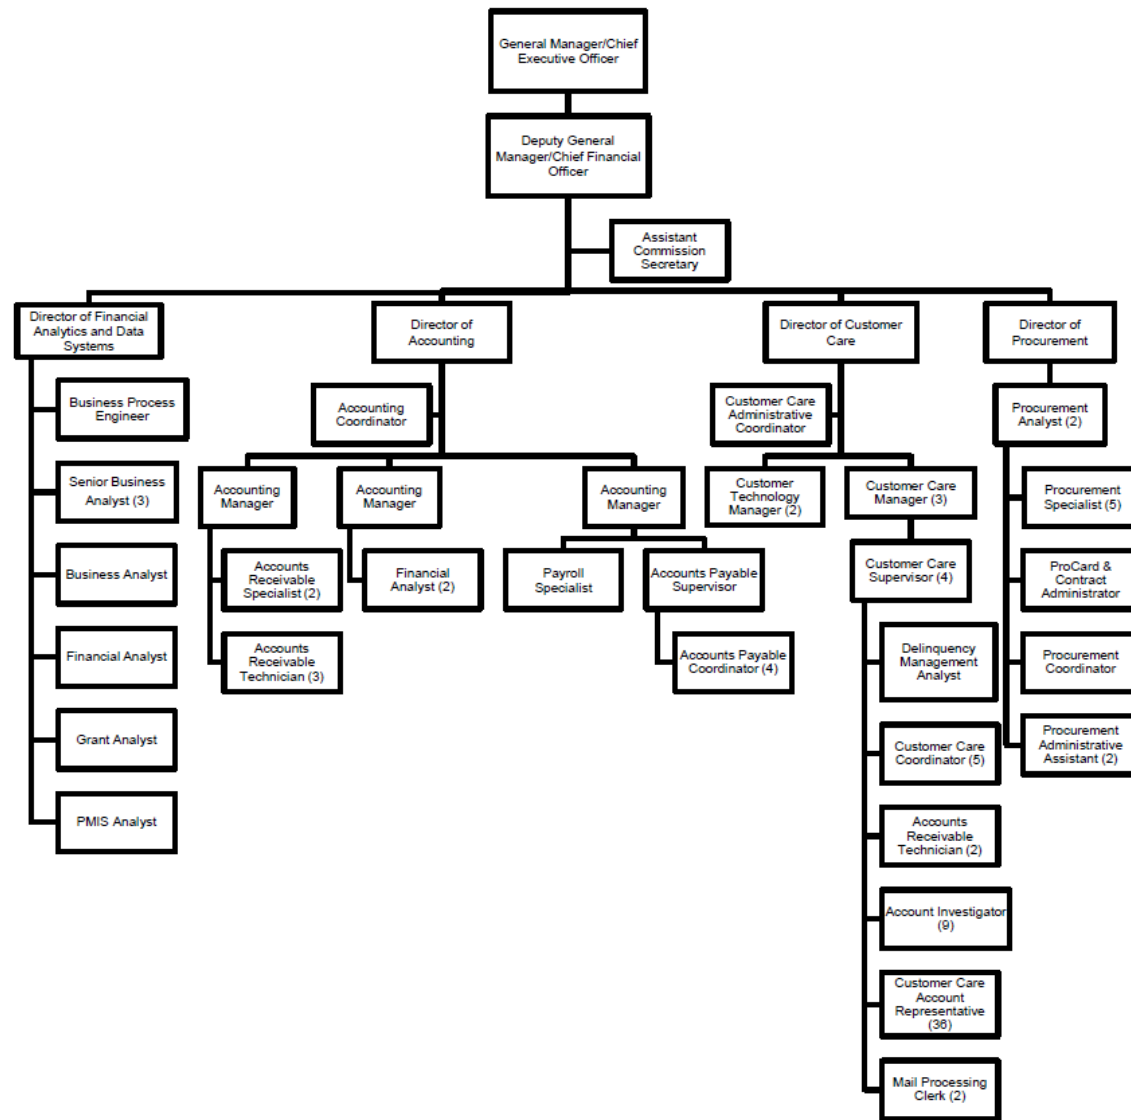 General Manager/Chief
Executive Officer
Deputy General
Manager/Chief Financial
Officer
Assistant
Commission
Secretary
Director of Financial
Analytics and Data
Systems
Director of
Accounting
Director of Customer
Care
Director of
Procurement
Business Process
Engineer
Senior Business
Analyst (3)
Business Analyst
Financial Analyst
Grant Analyst
PMIS Analyst
Accounting
Coordinator
Accounting
Manager
Accounts
Receivable
Specialist (2)
Accounts
Receivable
Technician (3)
Accounting
Manager
Financial
Analyst (2)
Accounting
Manager
Payroll
Specialist
Accounts Payable
Supervisor
Accounts Payable
Coordinator (4)
Customer Care
Administrative
Coordinator
Customer
Technology
Manager (2)
Customer Care
Manager (3)
Customer Care
Supervisor (4)
Delinquency
Management
Analyst
Customer Care
Coordinator (5)
Accounts
Receivable
Technician (2)
Account Investigator
(9)
Customer Care
Account
Representative
(36)
Mail Processing
Clerk (2)
Procurement
Analyst (2)
Procurement
Specialist (5)
ProCard &
Contract
Administrator
Procurement
Coordinator
Procurement
Administrative
Assistant (2)